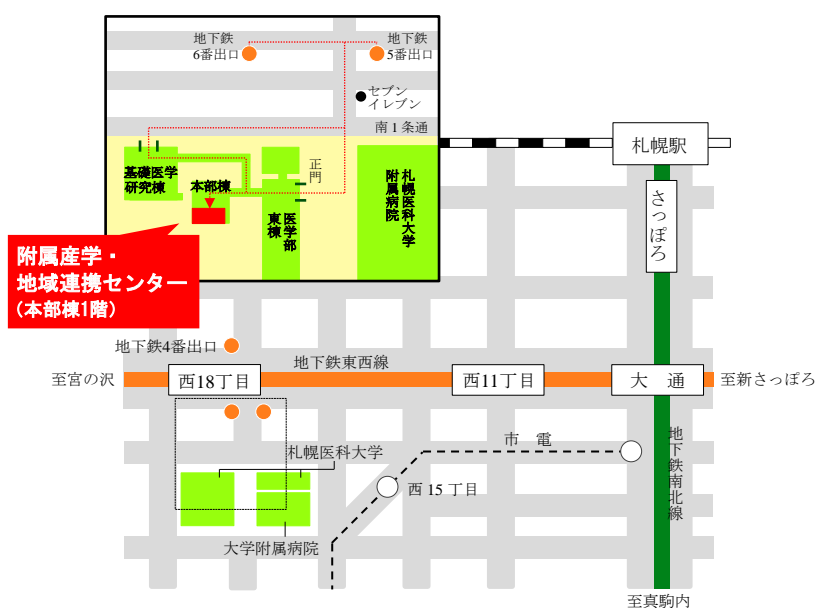 地下鉄
6番出口
地下鉄
5番出口
セブン
イレブン
南1条通
正門
基礎医学
研究棟
本部棟
医学部
東棟
札幌医科大学
附属病院
附属産学・
地域連携センター
(本部棟1階)
札幌駅
さっぽろ
地下鉄4番出口
地下鉄東西線
至宮の沢
西18丁目
西11丁目
大 通
至新さっぽろ
市 電
地下鉄南北線
札幌医科大学
西 15 丁目
大学附属病院
至真駒内